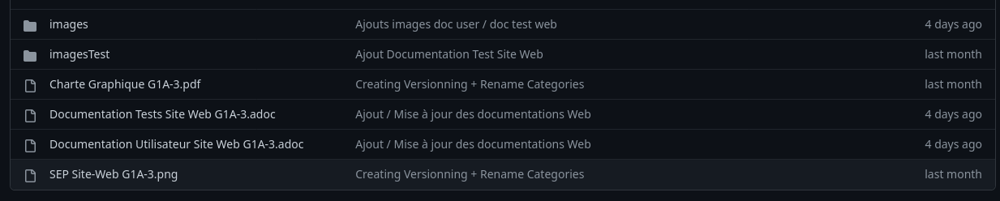 images Ajouts images doc user / doc test web 4 days ago
imagesTest Ajout Documentation Test Site Web last month
Charte Graphique G1A-3.pdf Creating Versionning + Rename Categories last month
Documentation Tests Site Web G1A-3.adoc Ajout / Mise à jour des documentations Web 4 days ago
Documentation Utilisateur Site Web G1A-3.adoc Ajout / Mise à jour des documentations Web 4 days ago
SEP Site-Web G1A-3.png Creating Versionning + Rename Categories last month